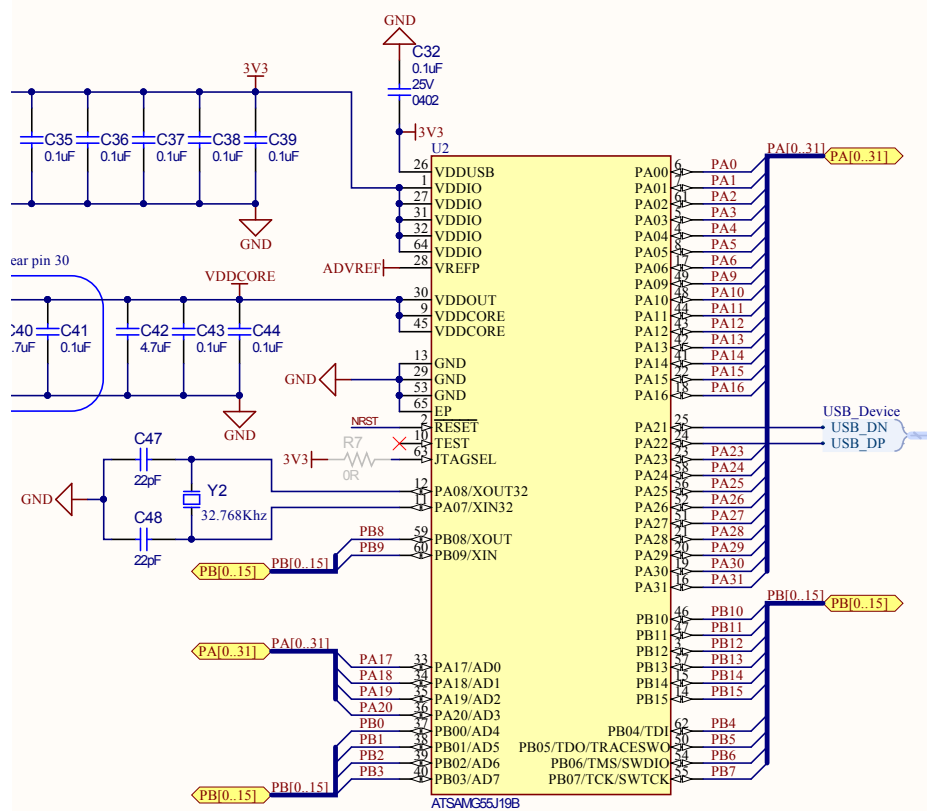 GND
C32
0.1uF
25V
0402
3V3
3V3
C35
0.1uF
C36
0.1uF
C37
0.1uF
C38
0.1uF
C39
0.1uF
GND
U2
26 VDDUSB
1 VDDIO
27 VDDIO
31 VDDIO
32 VDDIO
64 VDDIO
ADVREF 28 VREFP
ear pin 30
VDDCORE
30 VDDOUT
9 VDDCORE
45 VDDCORE
C40
.7uF
C41
0.1uF
C42
4.7uF
C43
0.1uF
C44
0.1uF
GND
GND
13 GND
29 GND
53 GND
65 EP
NRST 2 RESET
10 TEST
3V3 R7 0R 63 JTAGSEL
C47
22pF
GND
Y2
32.768Khz
C48
22pF
12 PA08/XOUT32
11 PA07/XIN32
PB8 59 PB08/XOUT
PB9 60 PB09/XIN
PB[0..15] PB[0..15]
PA[0..31] PA[0..31]
PA17 33 PA17/AD0
PA18 34 PA18/AD1
PA19 35 PA19/AD2
PA20 36 PA20/AD3
PB0 37 PB00/AD4
PB1 38 PB01/AD5
PB2 39 PB02/AD6
PB3 40 PB03/AD7
PB[0..15] PB[0..15]
PA[0..31] PA[0..31]
PA00 6 PA0
PA01 7 PA1
PA02 61 PA2
PA03 5 PA3
PA04 4 PA4
PA05 8 PA5
PA06 17 PA6
PA09 49 PA9
PA10 48 PA10
PA11 44 PA11
PA12 43 PA12
PA13 42 PA13
PA14 41 PA14
PA15 22 PA15
PA16 18 PA16
USB_Device
PA21 25 USB_DN
PA22 24 USB_DP
PA23 23 PA23
PA24 58 PA24
PA25 56 PA25
PA26 52 PA26
PA27 51 PA27
PA28 21 PA28
PA29 20 PA29
PA30 19 PA30
PA31 16 PA31
PB[0..15] PB[0..15]
PB10 46 PB10
PB11 47 PB11
PB12 3 PB12
PB13 57 PB13
PB14 15 PB14
PB15 14 PB15
PB04/TDI 62 PB4
PB05/TDO/TRACESWO 50 PB5
PB06/TMS/SWDIO 54 PB6
PB07/TCK/SWTCK 55 PB7
ATSAMG55J19B